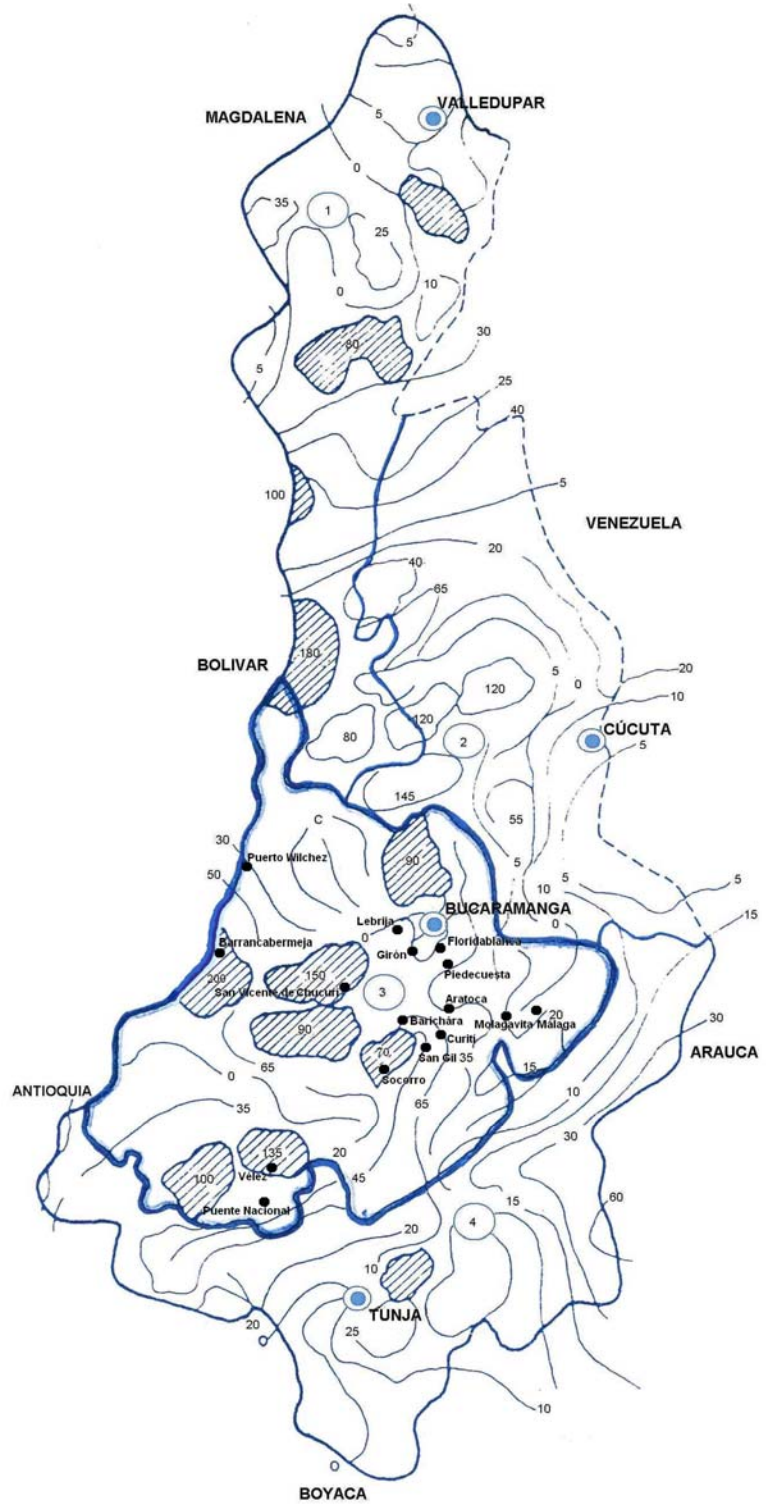 5
VALLEDUPAR
MAGDALENA
5
0
35
1
25
0
10
30
80
5
25
40
100
5
VENEZUELA
20
40
65
180
BOLIVAR
5
0
20
120
10
120
CÚCUTA
80
2
5
145
55
C
30
90
5
Puerto Wilchez
50
5
5
10
BUCARAMANGA
15
Lebrija
0
0
Floridablanca
Barrancabermeja
Girón
Piedecuesta
200
150
San Vicente de Chucurí
3
Aratoca
Barichara
Molagavita
Málaga
20
30
90
Curití
70
San Gil
35
ARAUCA
65
15
0
Socorro
ANTIOQUIA
65
10
35
30
20
135
Vélez
45
100
60
Puente Nacional
15
4
20
10
TUNJA
20
25
10
BOYACA